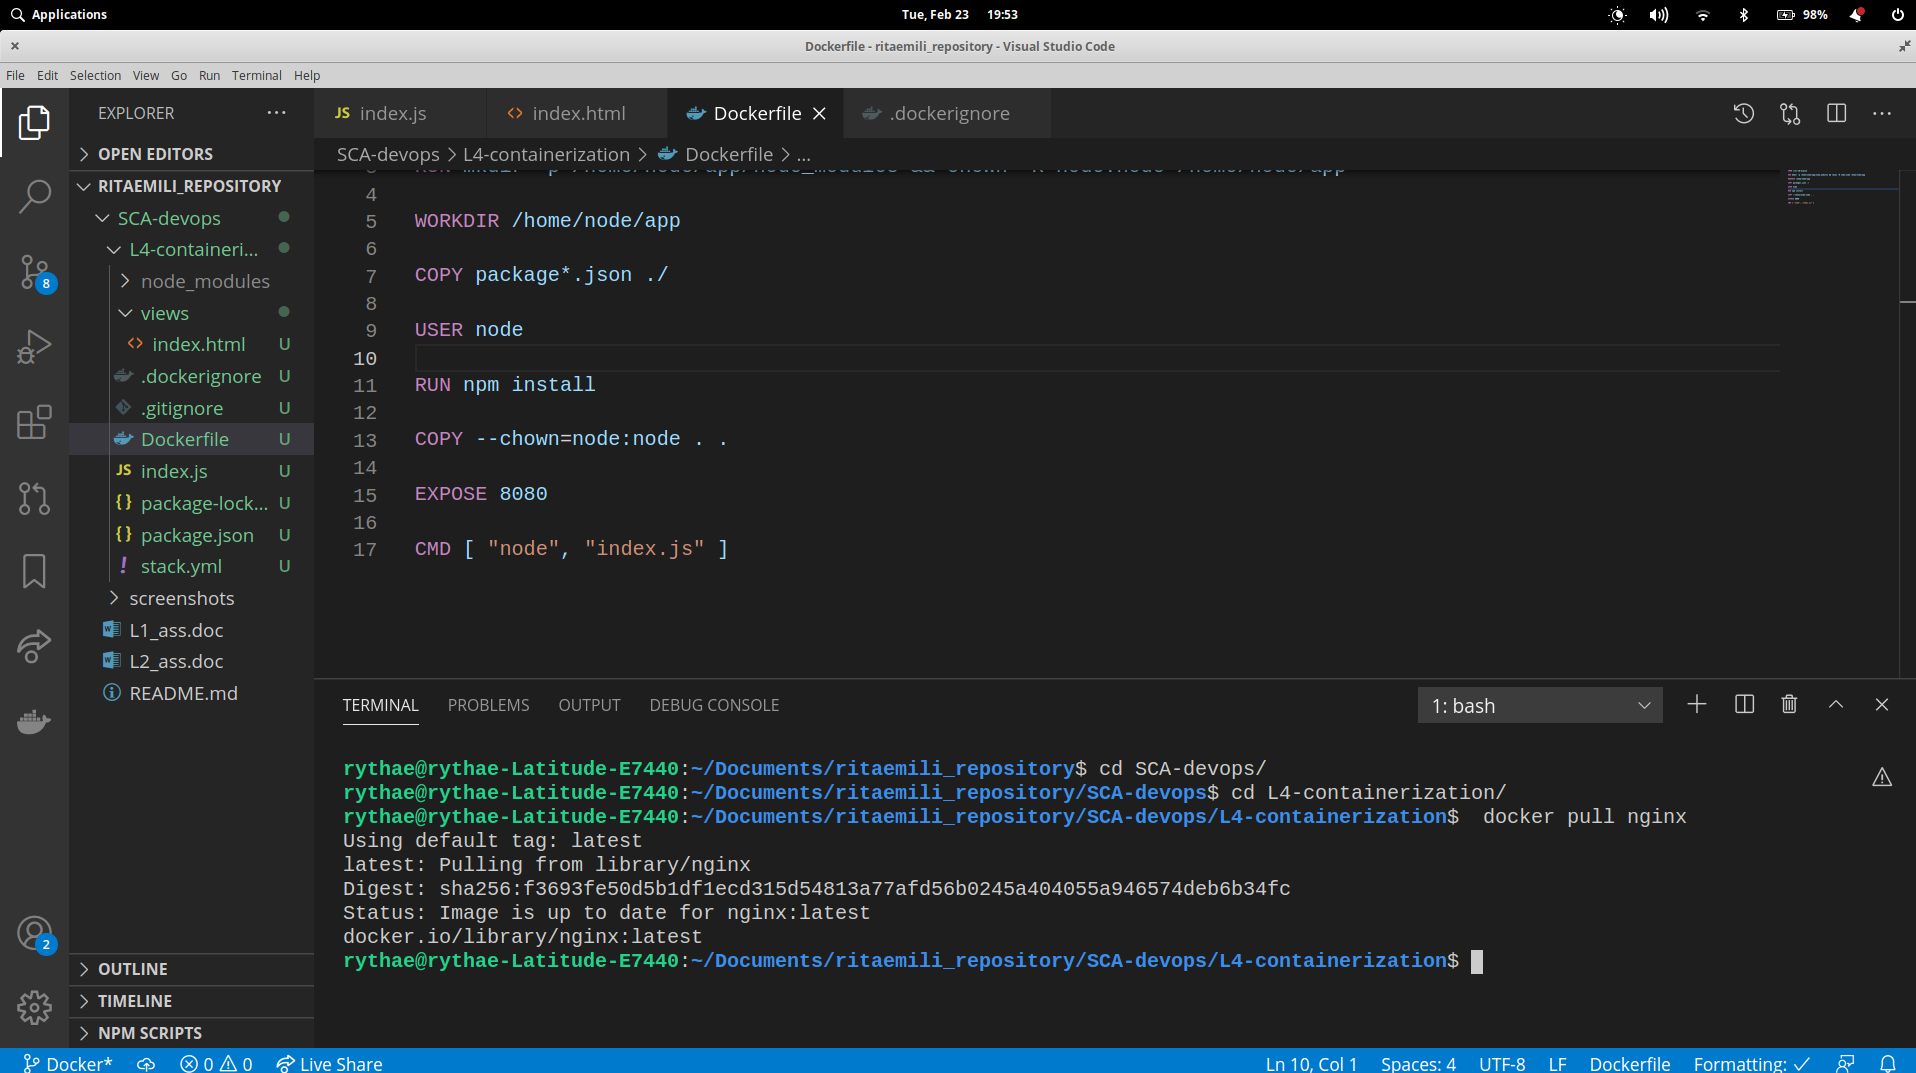 Applications
Tue, Feb 23 19:53
98%
Dockerfile - ritaemili_repository - Visual Studio Code
File Edit Selection View Go Run Terminal Help
EXPLORER
JS index.js
index.html
Dockerfile
.dockerignore
OPEN EDITORS
SCA-devops > L4-containerization > Dockerfile > ...
RITAEMILI_REPOSITORY
SCA-devops
L4-containeri...
node_modules
views
index.html U
.dockerignore U
.gitignore U
Dockerfile U
JS index.js U
{} package-lock... U
{} package.json U
! stack.yml U
screenshots
L1_ass.doc
L2_ass.doc
README.md
OUTLINE
TIMELINE
NPM SCRIPTS
8
2
4
5 WORKDIR /home/node/app
6
7 COPY package*.json ./
8
9 USER node
10
11 RUN npm install
12
13 COPY --chown=node:node . .
14
15 EXPOSE 8080
16
17 CMD [ "node", "index.js" ]
TERMINAL PROBLEMS OUTPUT DEBUG CONSOLE
1: bash
rythae@rythae-Latitude-E7440:~/Documents/ritaemili_repository$ cd SCA-devops/
rythae@rythae-Latitude-E7440:~/Documents/ritaemili_repository/SCA-devops$ cd L4-containerization/
rythae@rythae-Latitude-E7440:~/Documents/ritaemili_repository/SCA-devops/L4-containerization$  docker pull nginx
Using default tag: latest
latest: Pulling from library/nginx
Digest: sha256:f3693fe50d5b1df1ecd315d54813a77afd56b0245a404055a946574deb6b34fc
Status: Image is up to date for nginx:latest
docker.io/library/nginx:latest
rythae@rythae-Latitude-E7440:~/Documents/ritaemili_repository/SCA-devops/L4-containerization$
Docker* 0 0 Live Share
Ln 10, Col 1 Spaces: 4 UTF-8 LF Dockerfile Formatting: ✓